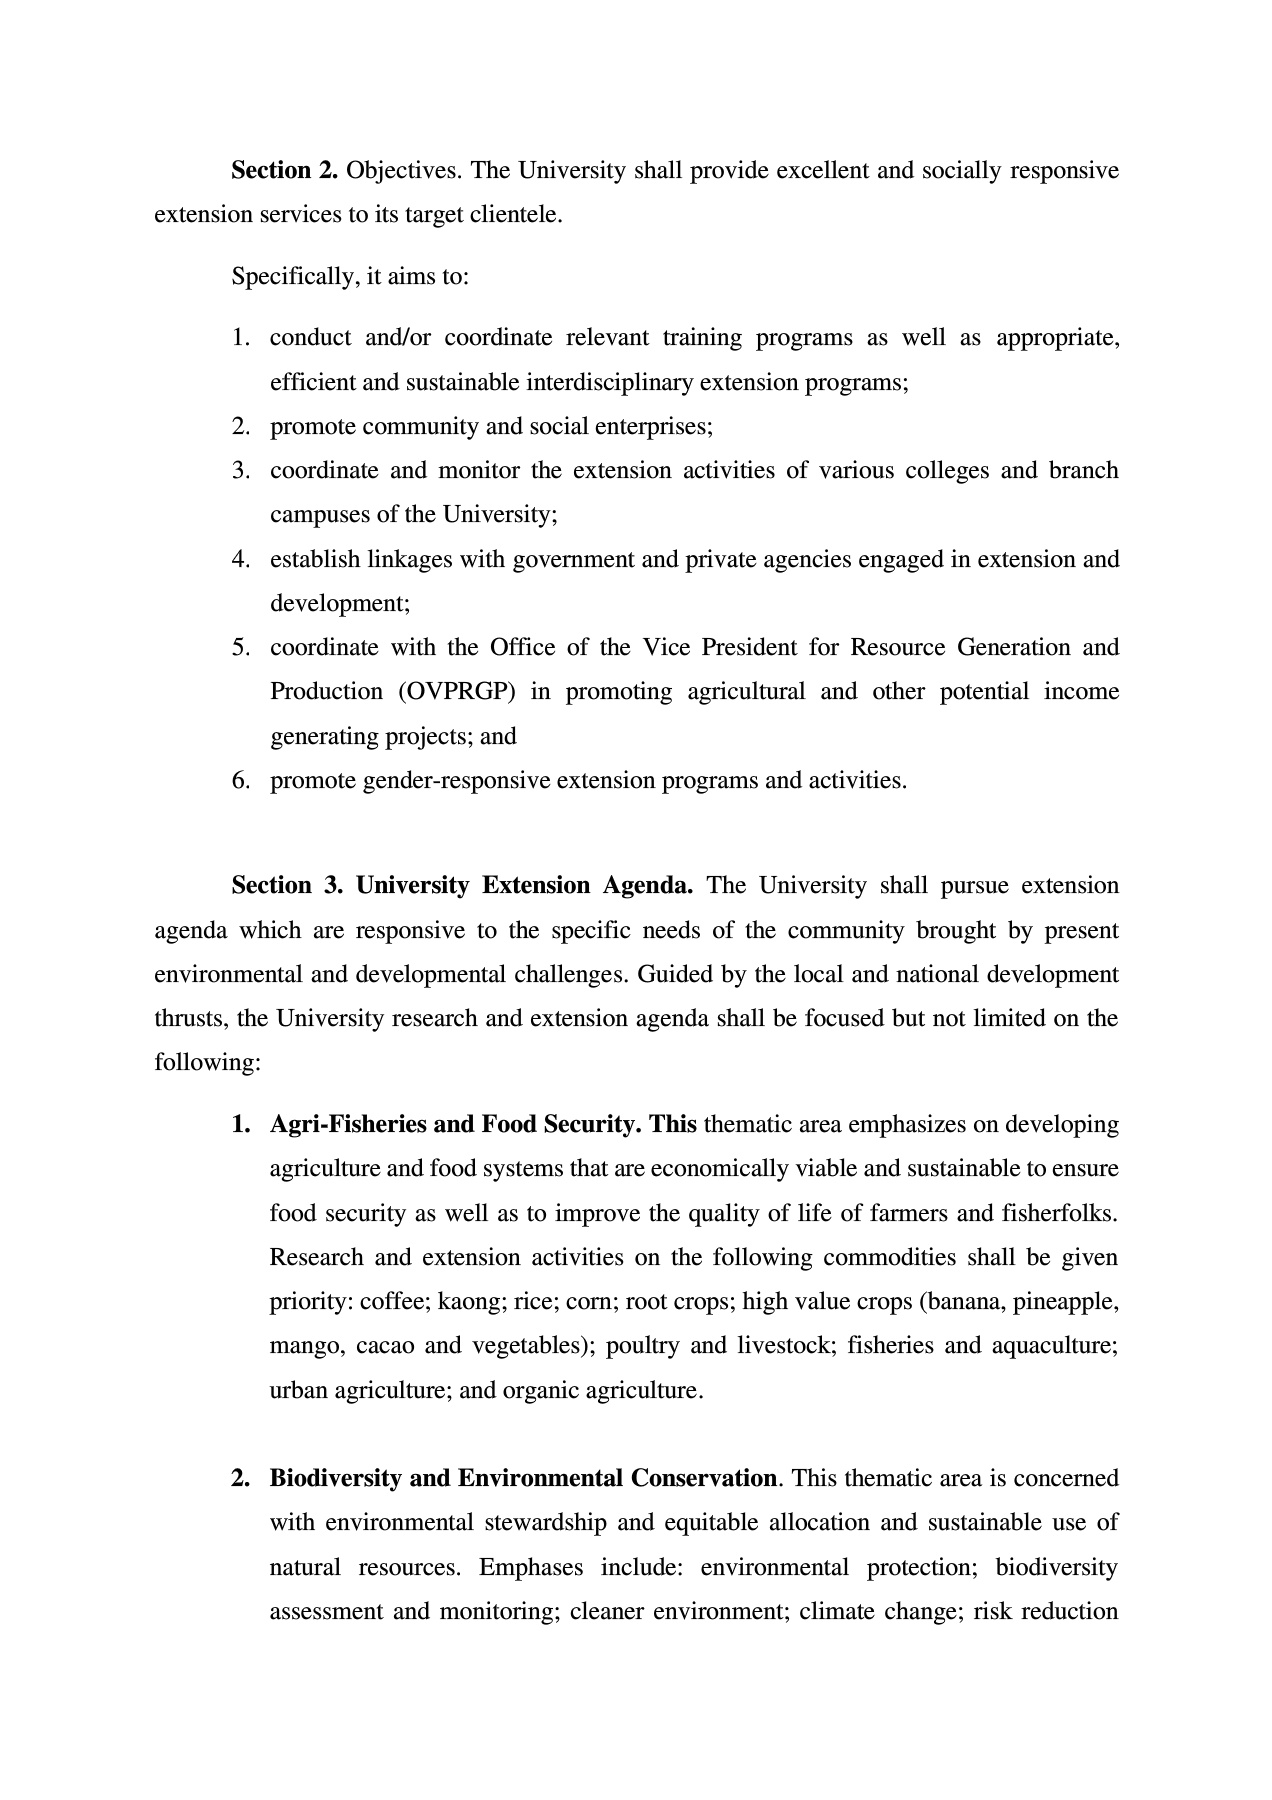 Section 2. Objectives. The University shall provide excellent and socially responsive
extension services to its target clientele.
Specifically, it aims to:
1. conduct and/or coordinate relevant training programs as well as appropriate,
efficient and sustainable interdisciplinary extension programs;
2. promote community and social enterprises;
3. coordinate and monitor the extension activities of various colleges and branch
campuses of the University;
4. establish linkages with government and private agencies engaged in extension and
development;
5. coordinate with the Office of the Vice President for Resource Generation and
Production (OVPRGP) in promoting agricultural and other potential income
generating projects; and
6. promote gender-responsive extension programs and activities.
Section 3. University Extension Agenda. The University shall pursue extension
agenda which are responsive to the specific needs of the community brought by present
environmental and developmental challenges. Guided by the local and national development
thrusts, the University research and extension agenda shall be focused but not limited on the
following:
1. Agri-Fisheries and Food Security. This thematic area emphasizes on developing
agriculture and food systems that are economically viable and sustainable to ensure
food security as well as to improve the quality of life of farmers and fisherfolks.
Research and extension activities on the following commodities shall be given
priority: coffee; kaong; rice; corn; root crops; high value crops (banana, pineapple,
mango, cacao and vegetables); poultry and livestock; fisheries and aquaculture;
urban agriculture; and organic agriculture.
2. Biodiversity and Environmental Conservation. This thematic area is concerned
with environmental stewardship and equitable allocation and sustainable use of
natural resources. Emphases include: environmental protection; biodiversity
assessment and monitoring; cleaner environment; climate change; risk reduction